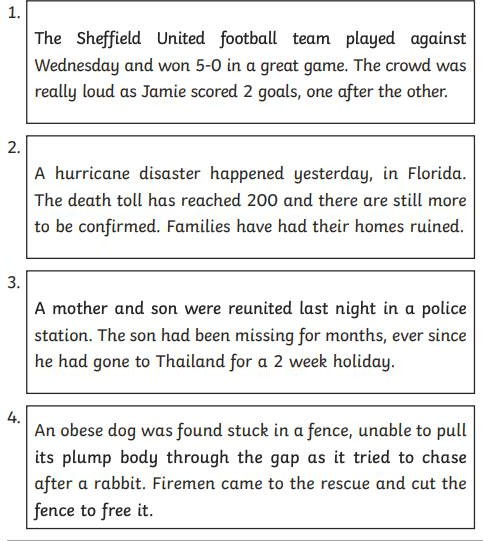 1.
The Sheffield United football team played against
Wednesday and won 5-0 in a great game. The crowd was
really loud as Jamie scored 2 goals, one after the other.
2.
A hurricane disaster happened yesterday, in Florida.
The death toll has reached 200 and there are still more
to be confirmed. Families have had their homes ruined.
3.
A mother and son were reunited last night in a police
station. The son had been missing for months, ever since
he had gone to Thailand for a 2 week holiday.
4.
An obese dog was found stuck in a fence, unable to pull
its plump body through the gap as it tried to chase
after a rabbit. Firemen came to the rescue and cut the
fence to free it.